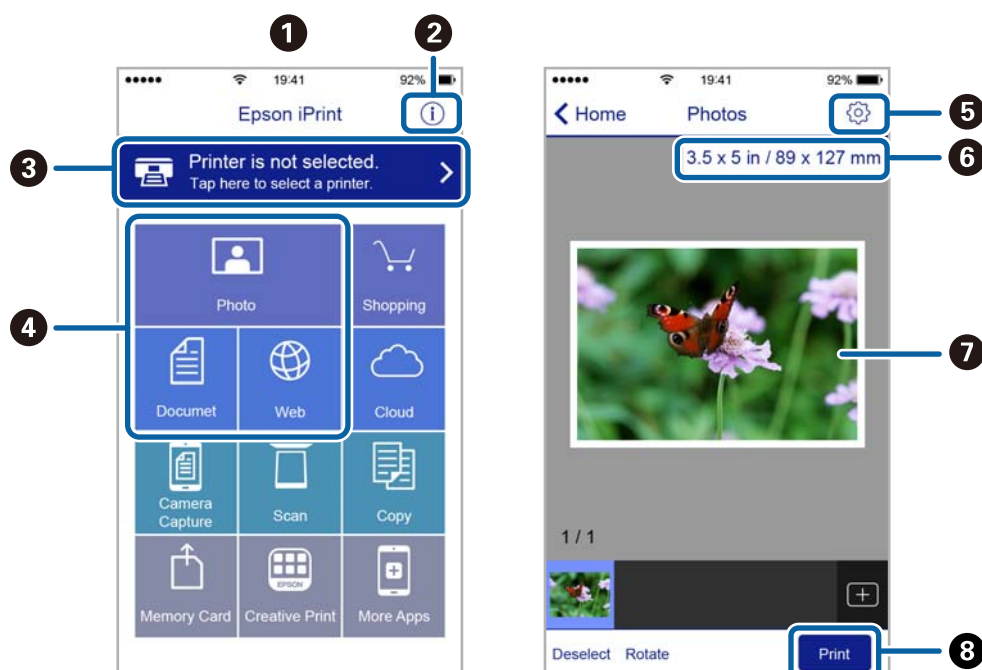 1
2
19:41
92%
Epson iPrint
3
Printer is not selected.
Tap here to select a printer.
4
Photo
Shopping
Documet
Web
Cloud
Camera
Capture
Scan
Copy
EPSON
Memory Card
Creative Print
More Apps
19:41
92%
Home
Photos
5
3.5 x 5 in / 89 x 127 mm
6
7
1 / 1
Deselect
Rotate
Print
8